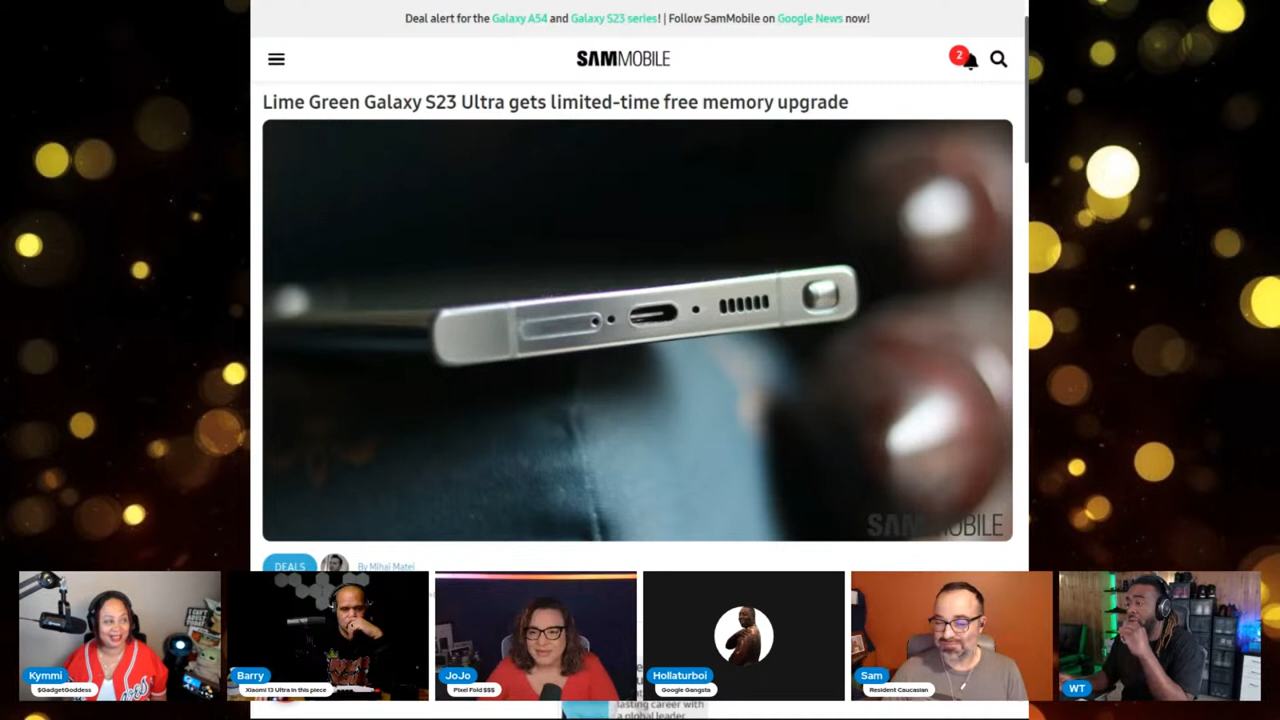 Deal alert for the Galaxy A54 and Galaxy S23 series! | Follow SamMobile on Google News now!
SAMMOBILE
2
Lime Green Galaxy S23 Ultra gets limited-time free memory upgrade
SAMMOBILE
DEALS By Mihai Matei
lasting career with
a global leader
Kymmi
$GadgetGoddess
Barry
Xiaomi 13 Ultra in this piece
JoJo
Pixel Fold $$$
Hollaturboi
Google Gangsta
Sam
Resident Caucasian
WT